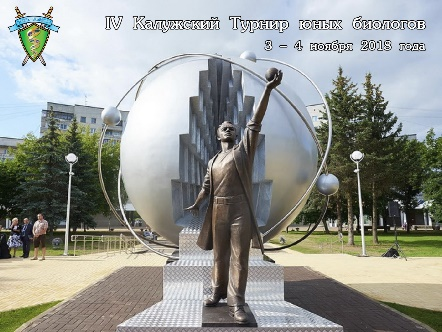 IV Калужский Турнир юных биологов
3 – 4 ноября 2018 года